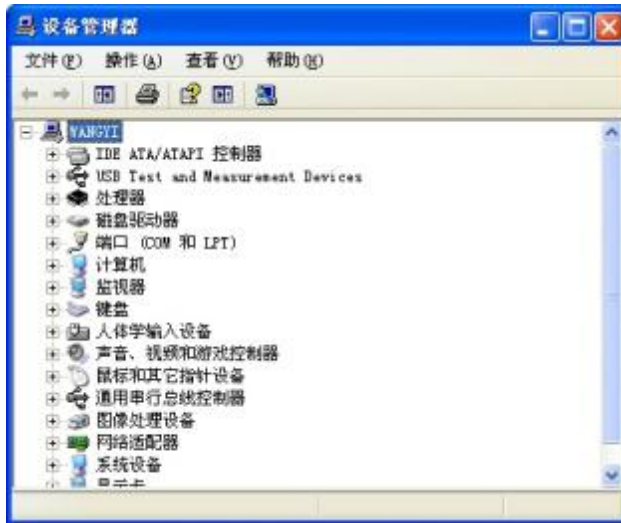 设备管理器
文件(F) 操作(A) 查看(V) 帮助(H)
YANGYI
IDE ATA/ATAPI 控制器
USB Test and Measurement Devices
处理器
磁盘驱动器
端口 (COM 和 LPT)
计算机
监视器
键盘
人体学输入设备
声音、视频和游戏控制器
鼠标和其它指针设备
通用串行总线控制器
图像处理设备
网络适配器
系统设备
显示卡